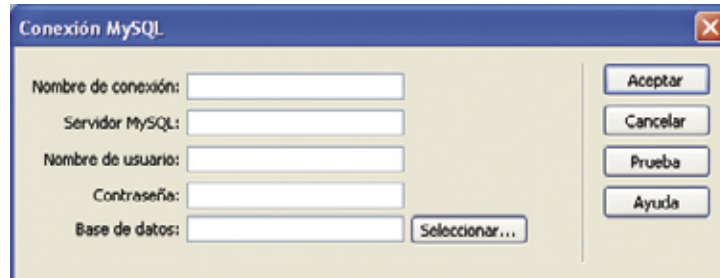 Conexión MySQL
Nombre de conexión:
Aceptar
Servidor MySQL:
Cancelar
Nombre de usuario:
Prueba
Contraseña:
Ayuda
Base de datos:
Seleccionar...